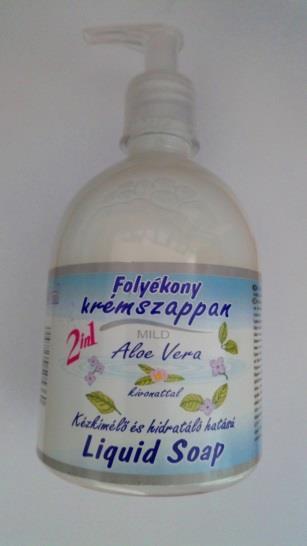 Folyékony
krémszappan
2in1
MILD
Aloe Vera
kivonattal
Kézkímélő és hidratáló hatású
Liquid Soap